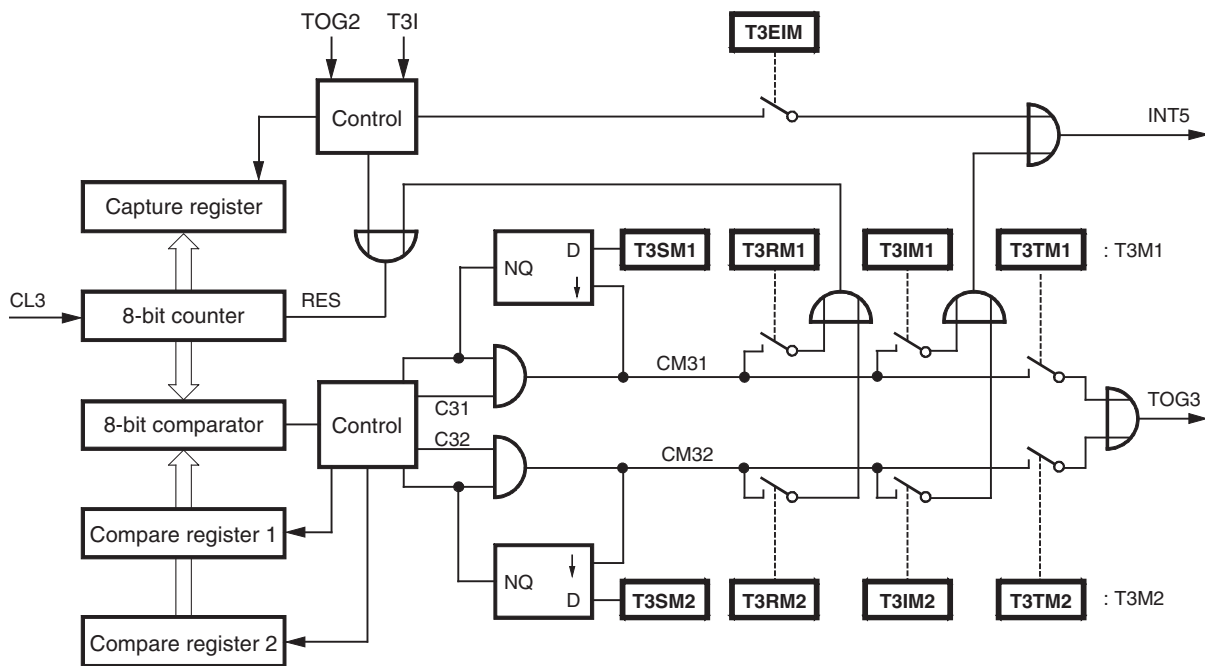 TOG2 T3I
T3EIM
Control
INT5
Capture register
D
NQ
T3SM1
T3RM1
T3IM1
T3TM1
: T3M1
CL3
8-bit counter
RES
CM31
8-bit comparator
Control
C31
C32
TOG3
CM32
Compare register 1
NQ
D
T3SM2
T3RM2
T3IM2
T3TM2
: T3M2
Compare register 2